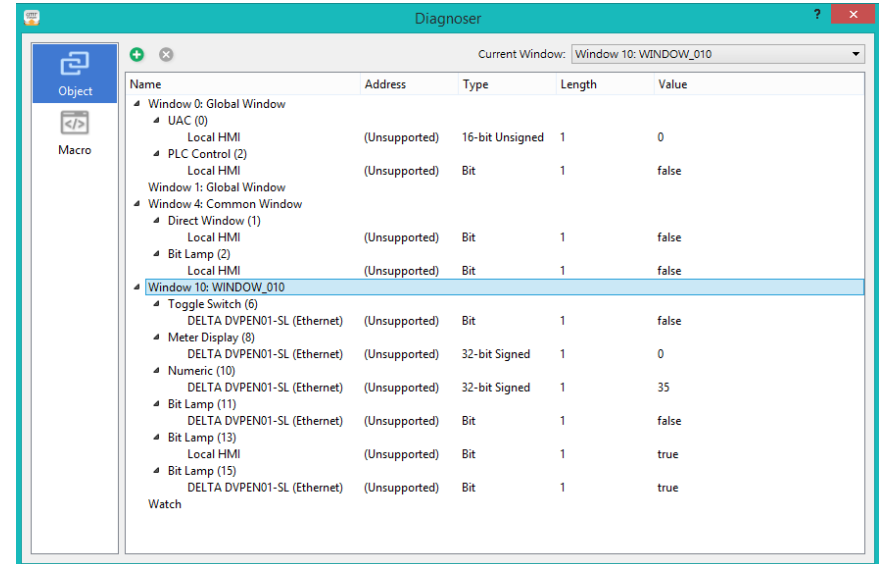 Diagnoser
?
Current Window: Window 10: WINDOW_010
Object
Macro
Name Address Type Length Value
Window 0: Global Window
UAC (0)
Local HMI (Unsupported) 16-bit Unsigned 1 0
PLC Control (2)
Local HMI (Unsupported) Bit 1 false
Window 1: Global Window
Window 4: Common Window
Direct Window (1)
Local HMI (Unsupported) Bit 1 false
Bit Lamp (2)
Local HMI (Unsupported) Bit 1 false
Window 10: WINDOW_010
Toggle Switch (6)
DELTA DVPEN01-SL (Ethernet) (Unsupported) Bit 1 false
Meter Display (8)
DELTA DVPEN01-SL (Ethernet) (Unsupported) 32-bit Signed 1 0
Numeric (10)
DELTA DVPEN01-SL (Ethernet) (Unsupported) 32-bit Signed 1 35
Bit Lamp (11)
DELTA DVPEN01-SL (Ethernet) (Unsupported) Bit 1 false
Bit Lamp (13)
Local HMI (Unsupported) Bit 1 true
Bit Lamp (15)
DELTA DVPEN01-SL (Ethernet) (Unsupported) Bit 1 true
Watch